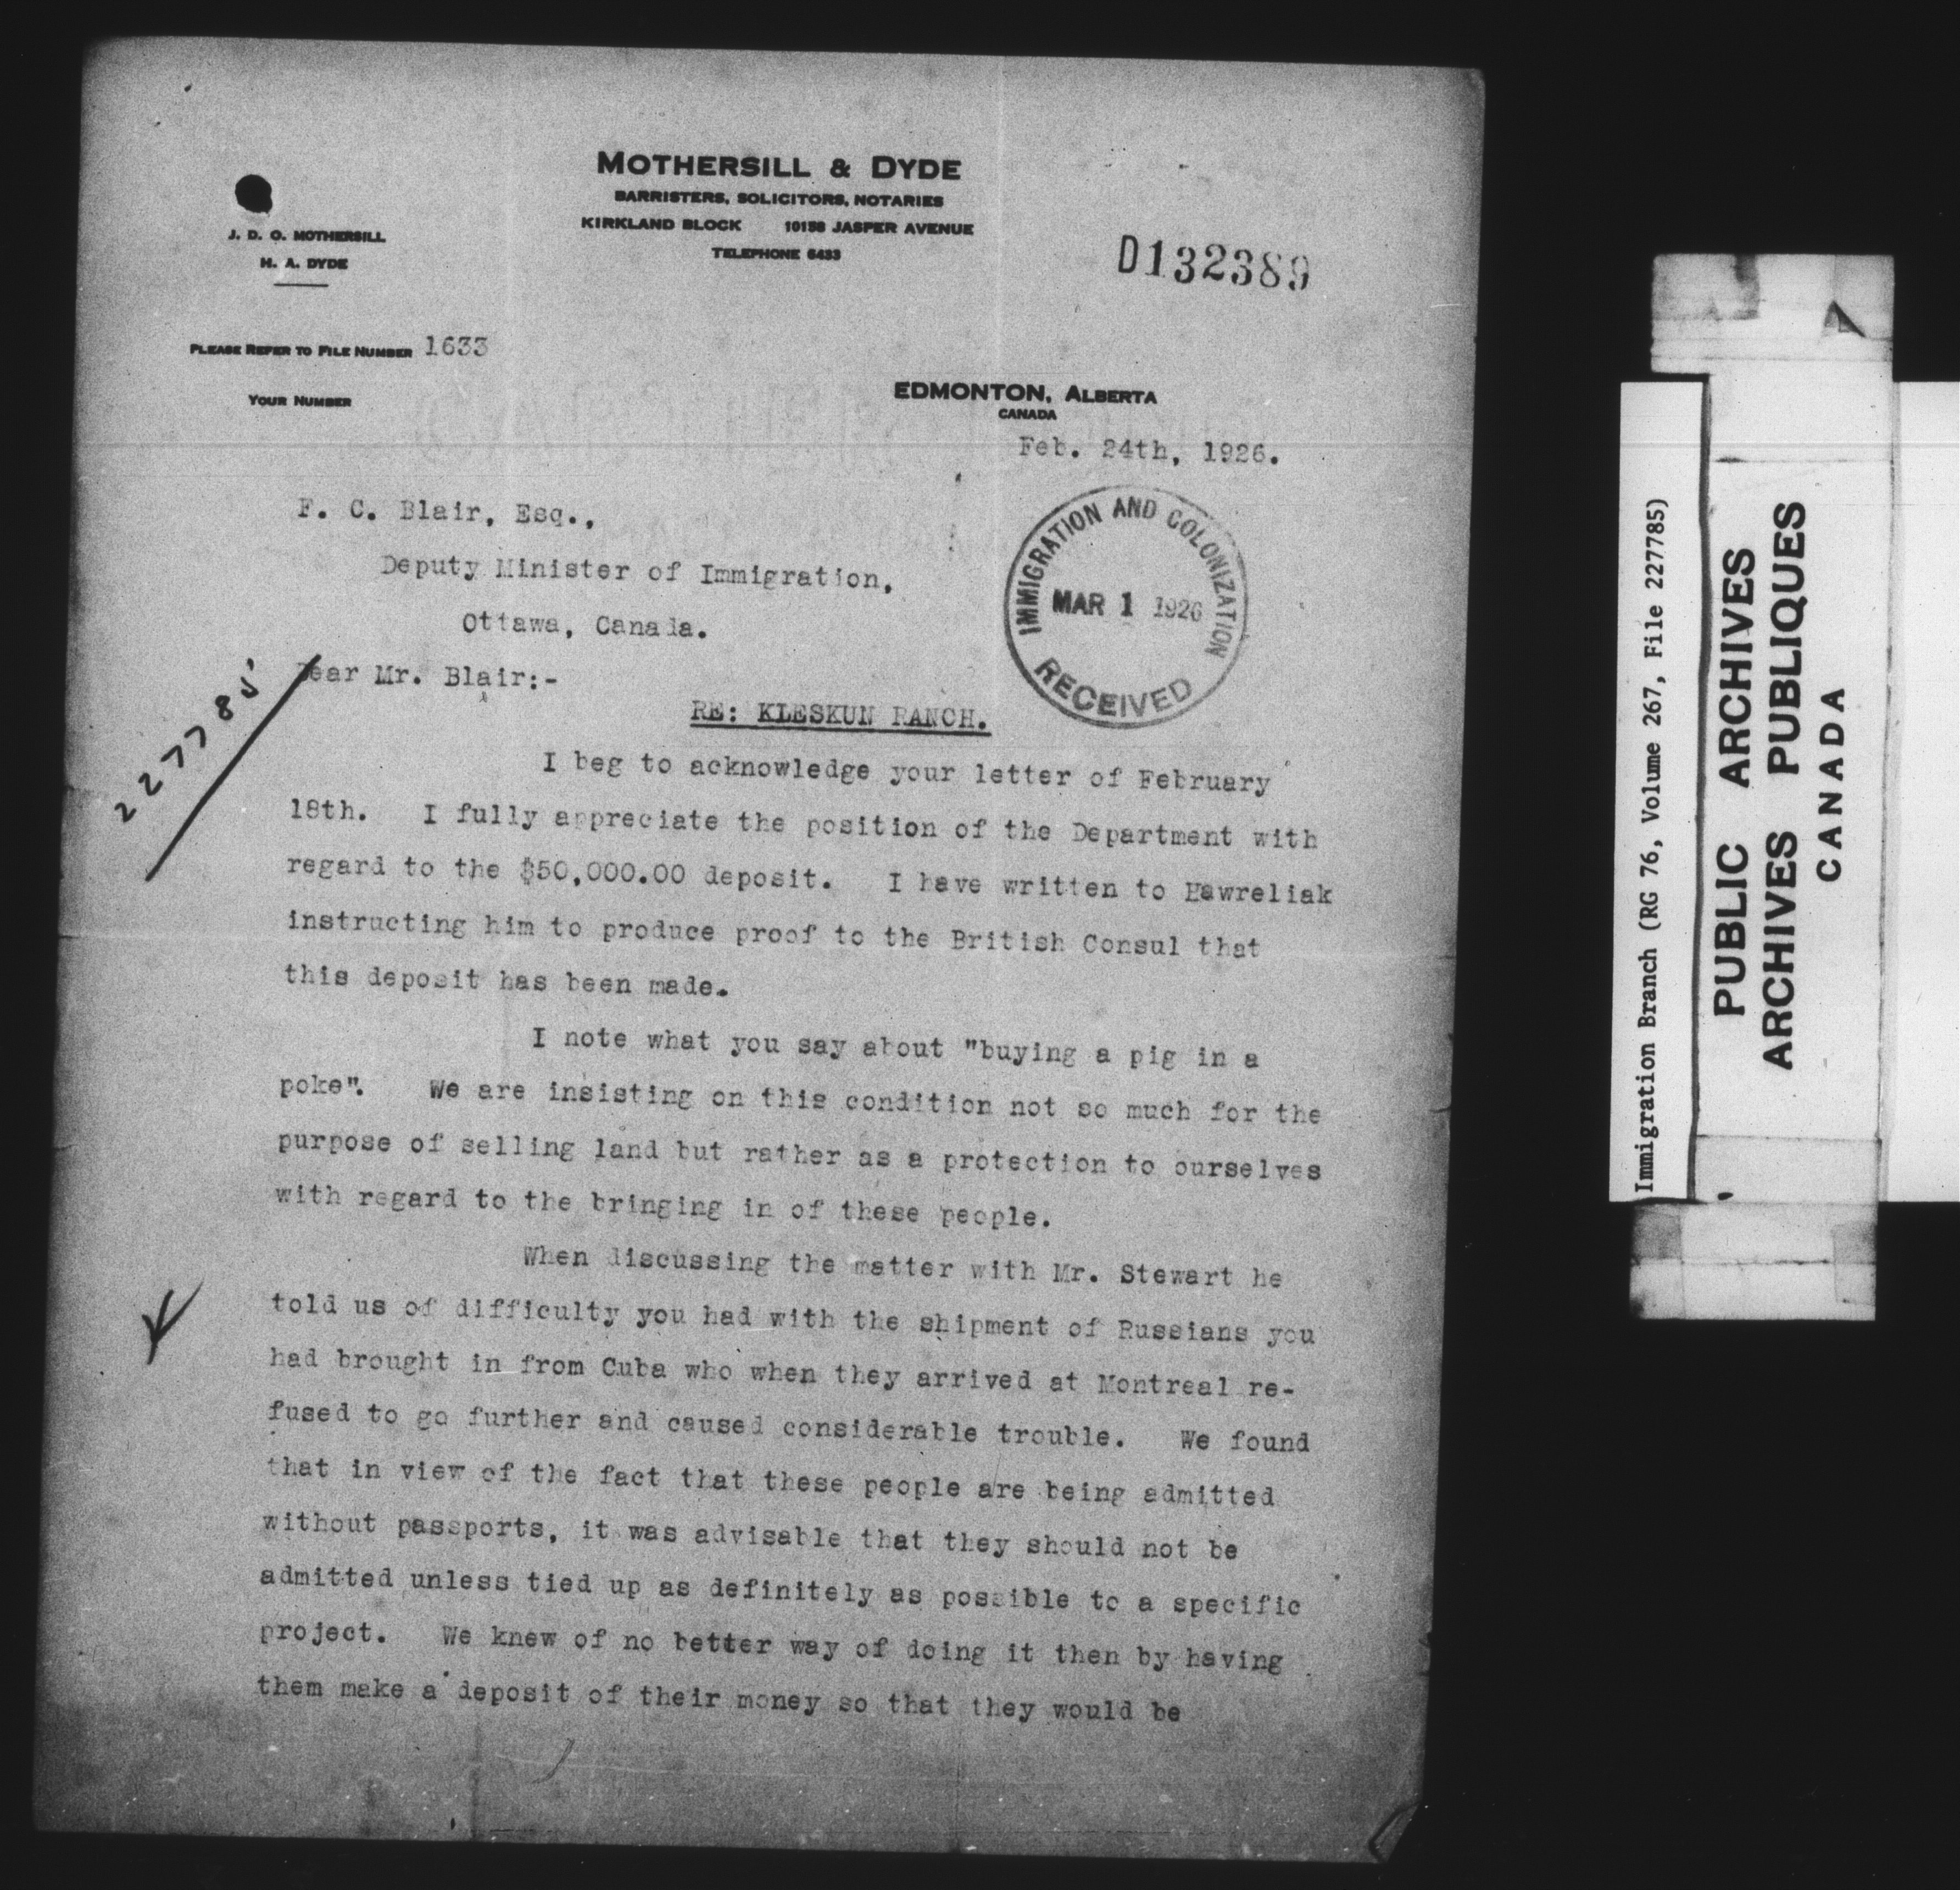 MOTHERSILL & DYDE
BARRISTERS, SOLICITORS, NOTARIES
KIRKLAND BLOCK 10158 JASPER AVENUE
TELEPHONE 6433
J. D. O. MOTHERSILL
H. A. DYDE
D132389
PLEASE REFER TO FILE NUMBER 1633
YOUR NUMBER
EDMONTON, ALBERTA
CANADA
Feb. 24th, 1926.
F. C. Blair, Esq.,
Deputy Minister of Immigration,
Ottawa, Canada.
IMMIGRATION AND COLONIZATION
MAR 1 1926
RECEIVED
227785
Dear Mr. Blair:-
RE: KLESKUN RANCH.
I beg to acknowledge your letter of February
18th. I fully appreciate the position of the Department with
regard to the $50,000.00 deposit. I have written to Hawreliak
instructing him to produce proof to the British Consul that
this deposit has been made.
I note what you say about "buying a pig in a
poke". We are insisting on this condition not so much for the
purpose of selling land but rather as a protection to ourselves
with regard to the bringing in of these people.
When discussing the matter with Mr. Stewart he
told us of difficulty you had with the shipment of Russians you
had brought in from Cuba who when they arrived at Montreal re-
fused to go further and caused considerable trouble. We found
that in view of the fact that these people are being admitted
without passports, it was advisable that they should not be
admitted unless tied up as definitely as possible to a specific
project. We knew of no better way of doing it then by having
them make a deposit of their money so that they would be
Immigration Branch (RG 76, Volume 267, File 227785)
PUBLIC ARCHIVES
ARCHIVES PUBLIQUES
CANADA